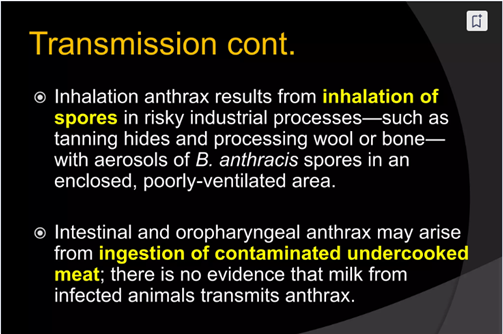 Transmission cont.
Inhalation anthrax results from inhalation of
spores in risky industrial processes—such as
tanning hides and processing wool or bone—
with aerosols of B. anthracis spores in an
enclosed, poorly-ventilated area.
Intestinal and oropharyngeal anthrax may arise
from ingestion of contaminated undercooked
meat; there is no evidence that milk from
infected animals transmits anthrax.